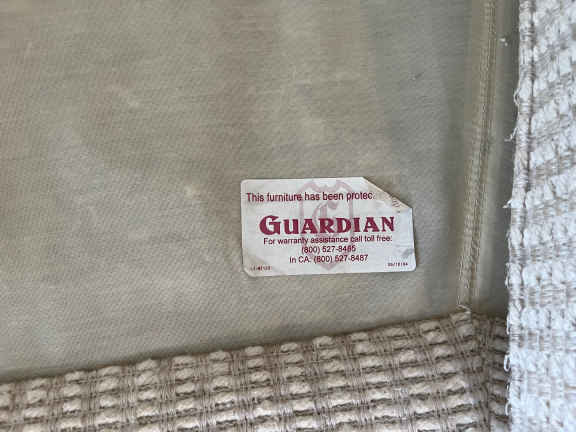 This furniture has been protec
GUARDIAN
For warranty assistance call toll free:
(800) 527-8485
in CA: (800) 527-8487